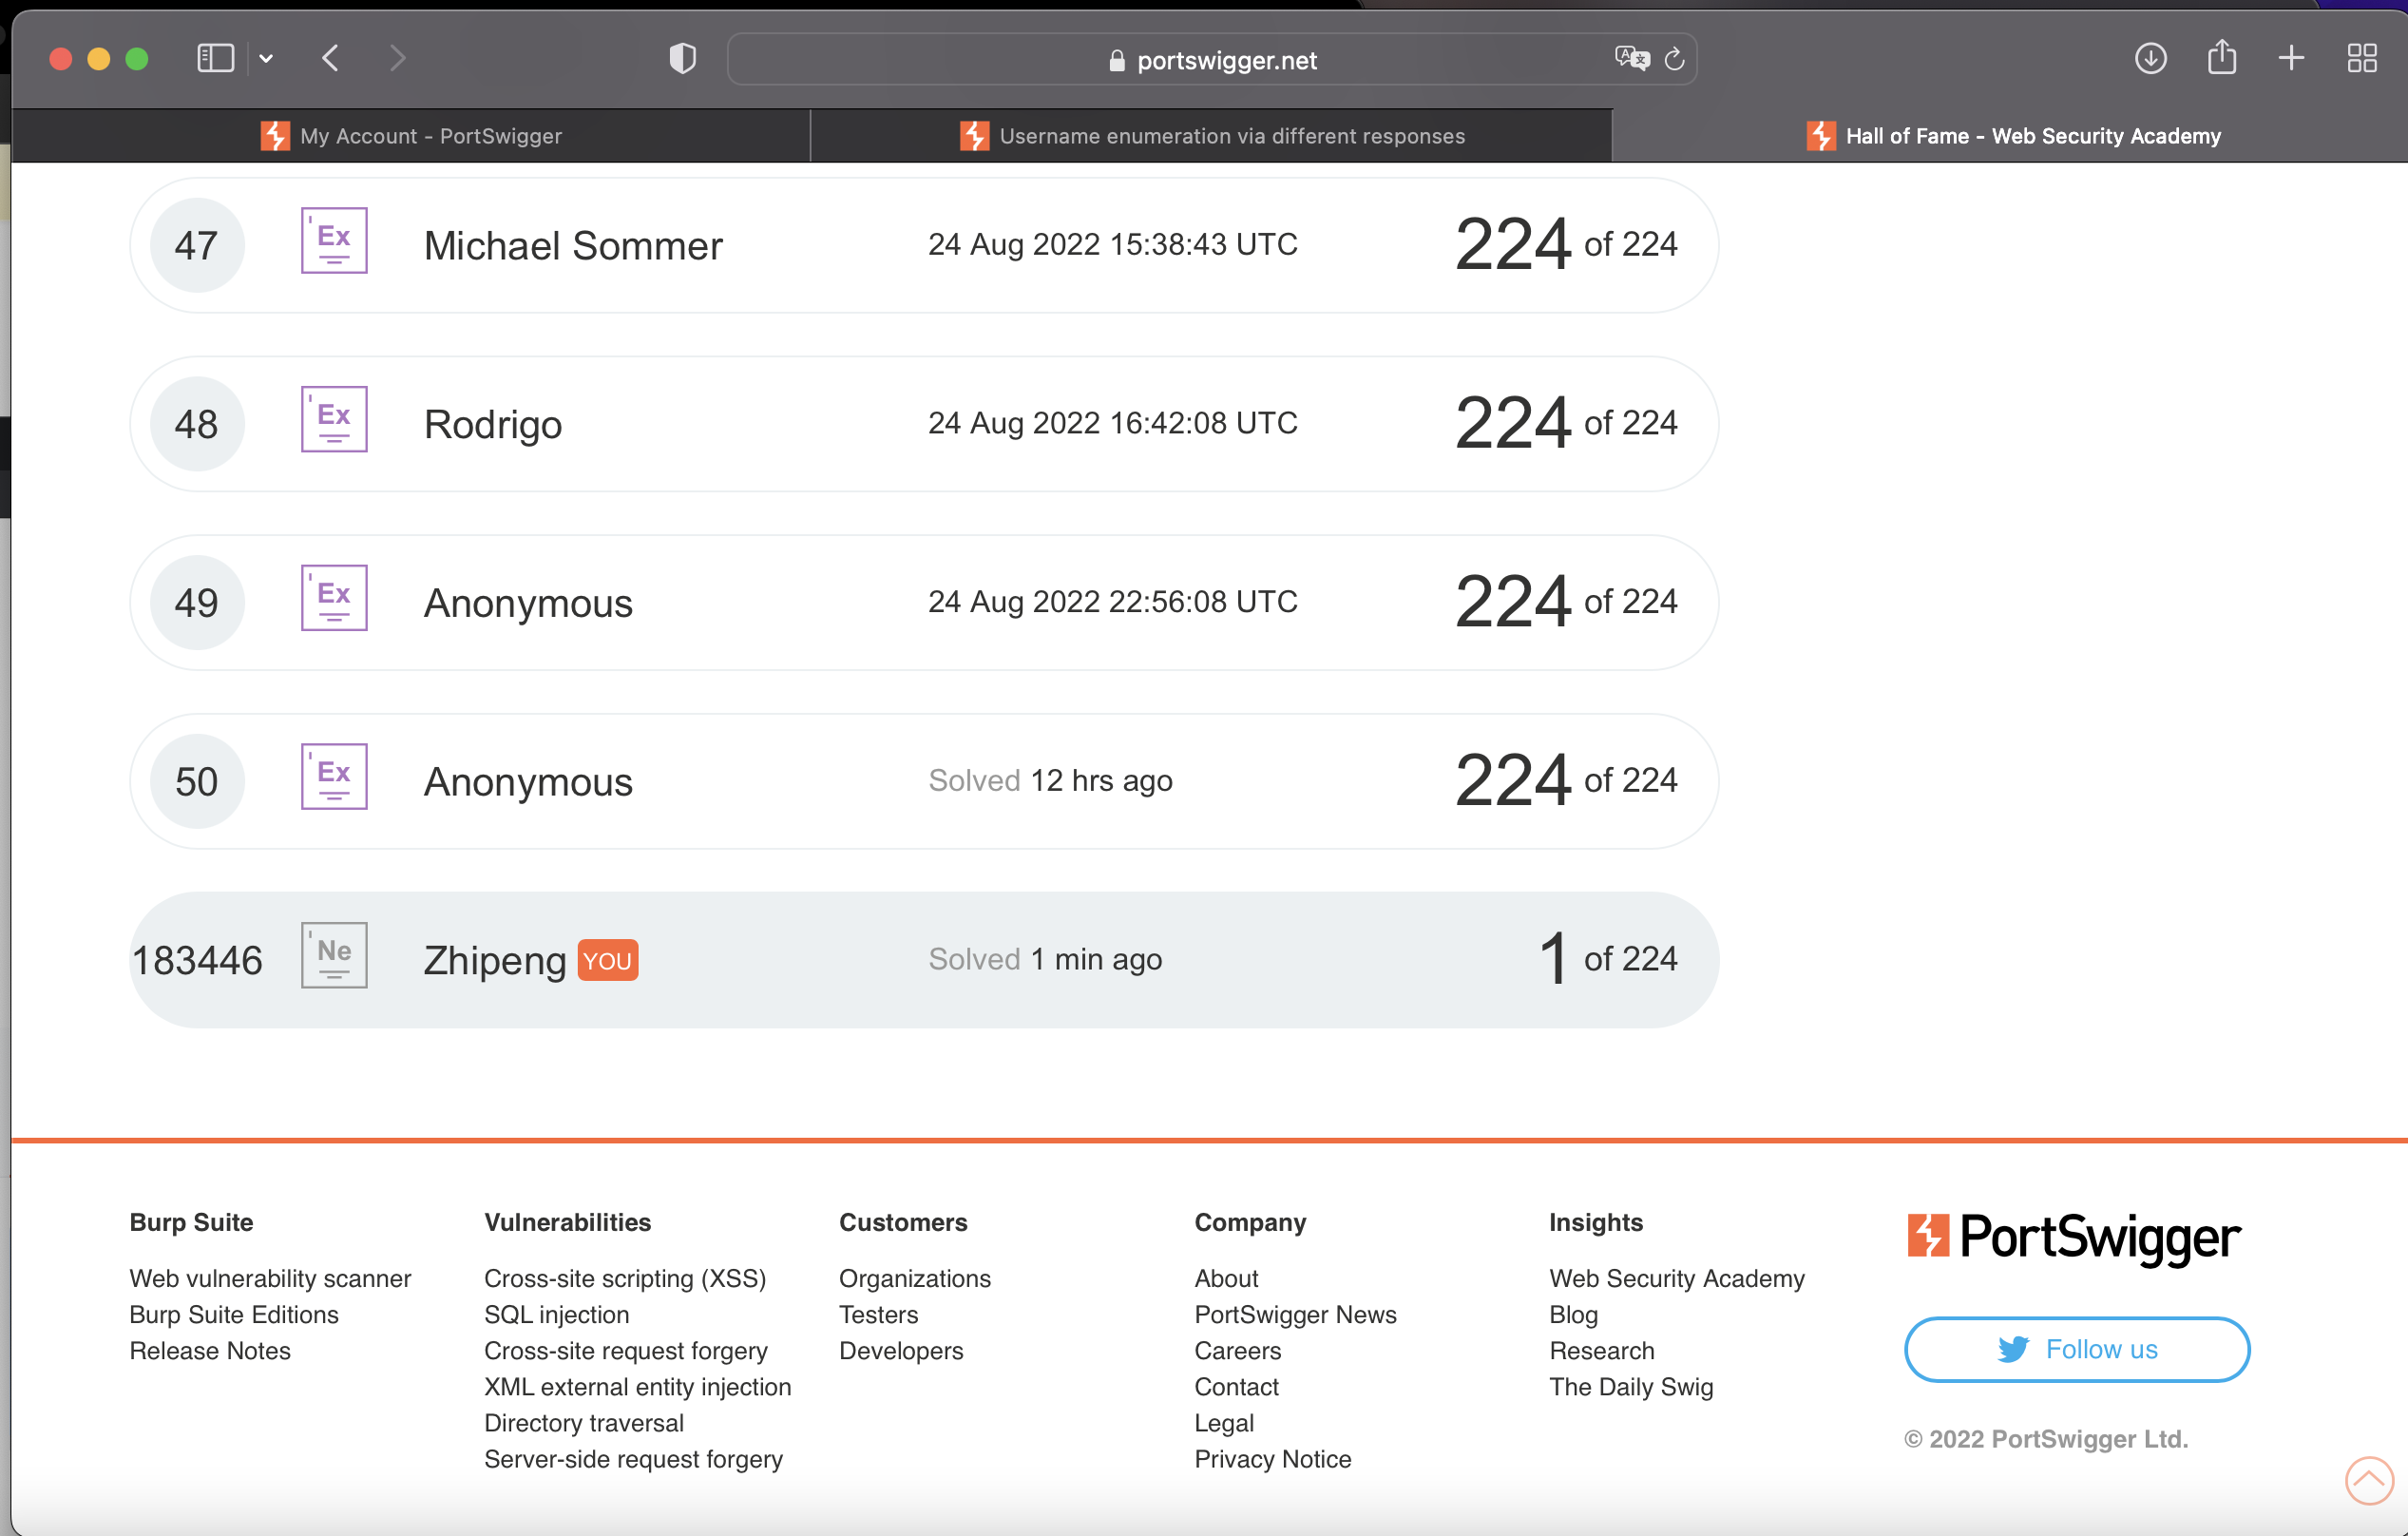 portswigger.net
My Account - PortSwigger
Username enumeration via different responses
Hall of Fame - Web Security Academy
47 Ex Michael Sommer 24 Aug 2022 15:38:43 UTC 224 of 224
48 Ex Rodrigo 24 Aug 2022 16:42:08 UTC 224 of 224
49 Ex Anonymous 24 Aug 2022 22:56:08 UTC 224 of 224
50 Ex Anonymous Solved 12 hrs ago 224 of 224
183446 Ne Zhipeng YOU Solved 1 min ago 1 of 224
Burp Suite
Web vulnerability scanner
Burp Suite Editions
Release Notes
Vulnerabilities
Cross-site scripting (XSS)
SQL injection
Cross-site request forgery
XML external entity injection
Directory traversal
Server-side request forgery
Customers
Organizations
Testers
Developers
Company
About
PortSwigger News
Careers
Contact
Legal
Privacy Notice
Insights
Web Security Academy
Blog
Research
The Daily Swig
PortSwigger
Follow us
© 2022 PortSwigger Ltd.